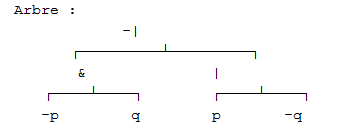 Arbre :
-|
& |
-p q p -q